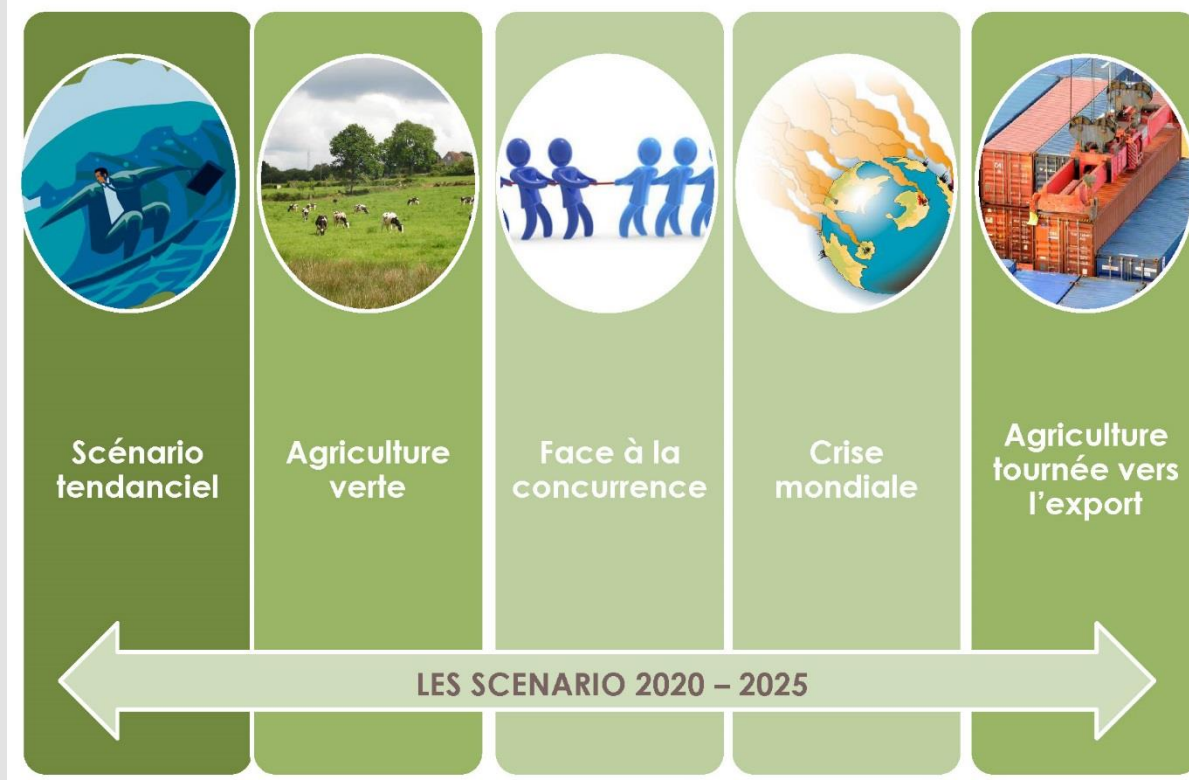 Scénario
tendanciel
Agriculture
verte
Face à la
concurrence
Crise
mondiale
Agriculture
tournée vers
l’export
LES SCENARIO 2020 – 2025